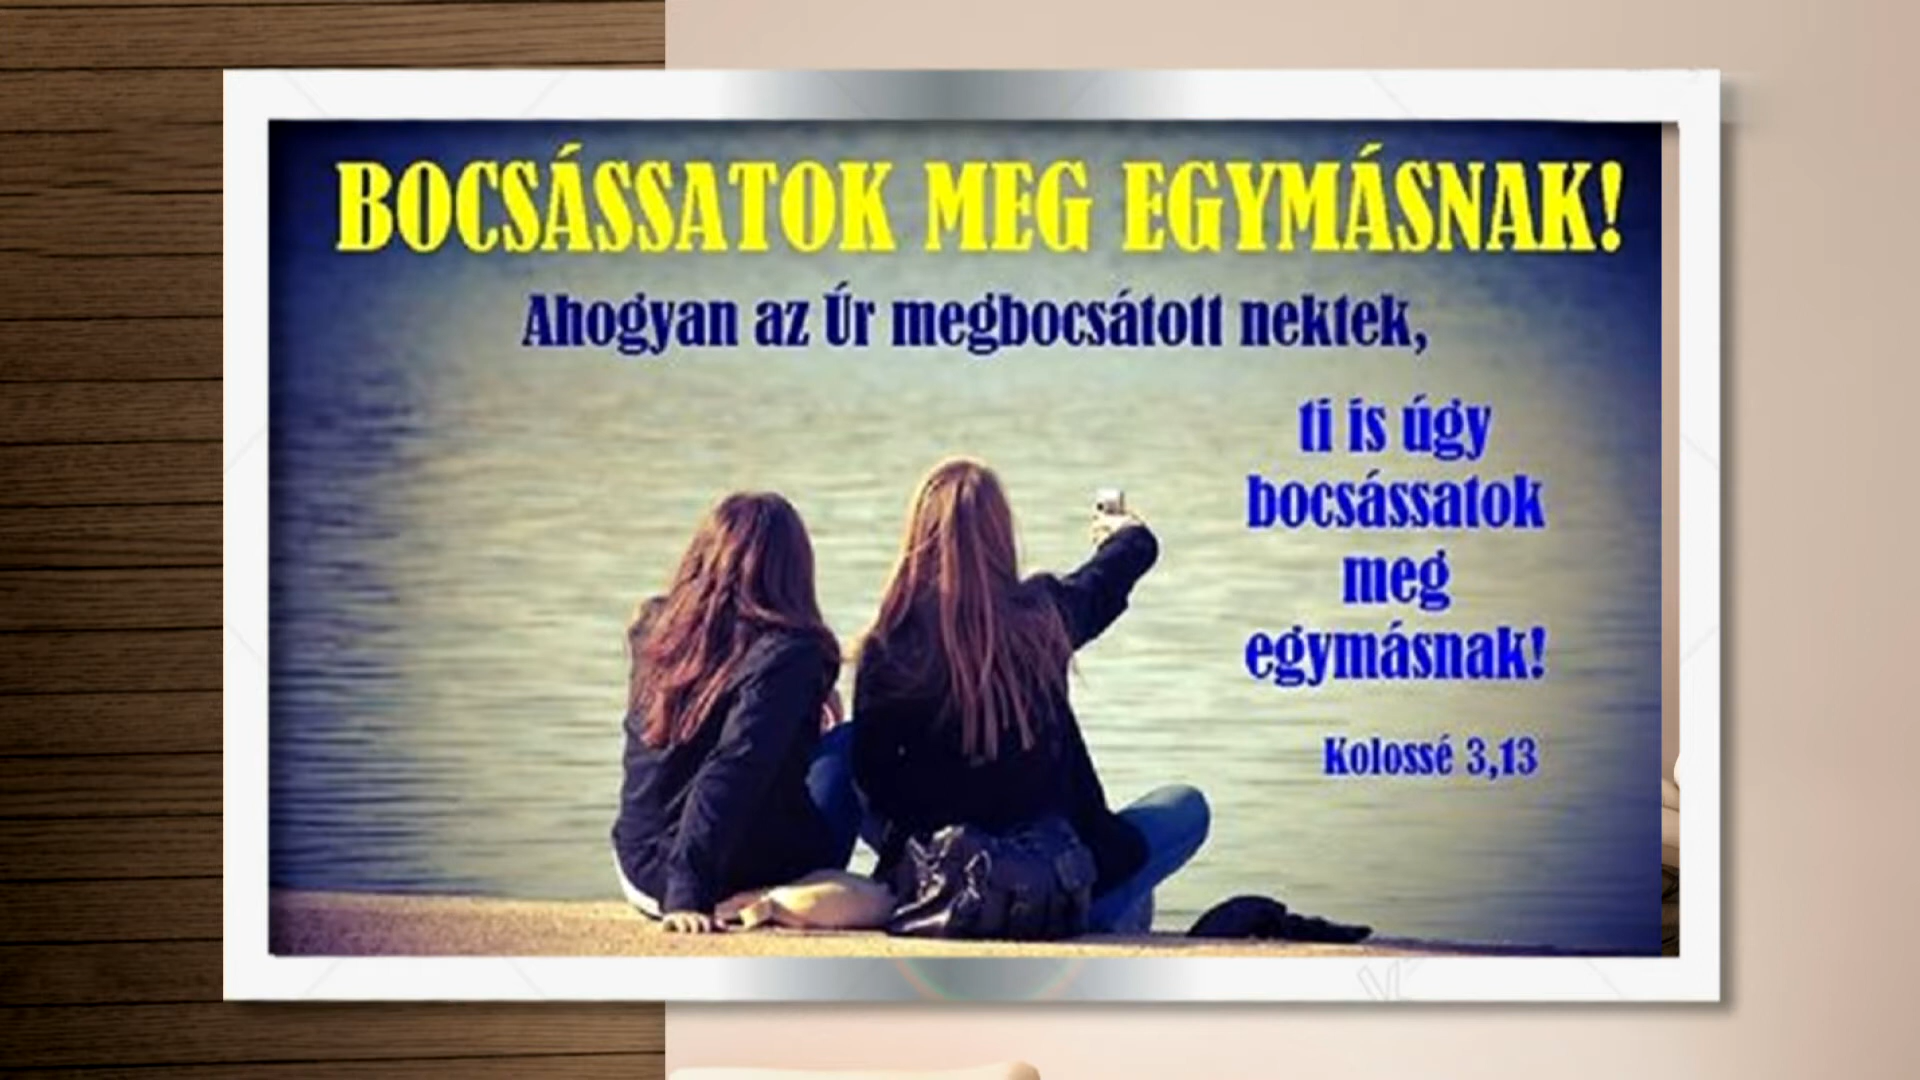 BOCSÁSSATOK MEG EGYMÁSNAK!
Ahogyan az Úr megbocsátott nektek,
ti is úgy
bocsássatok
meg
egymásnak!
Kolossé 3,13